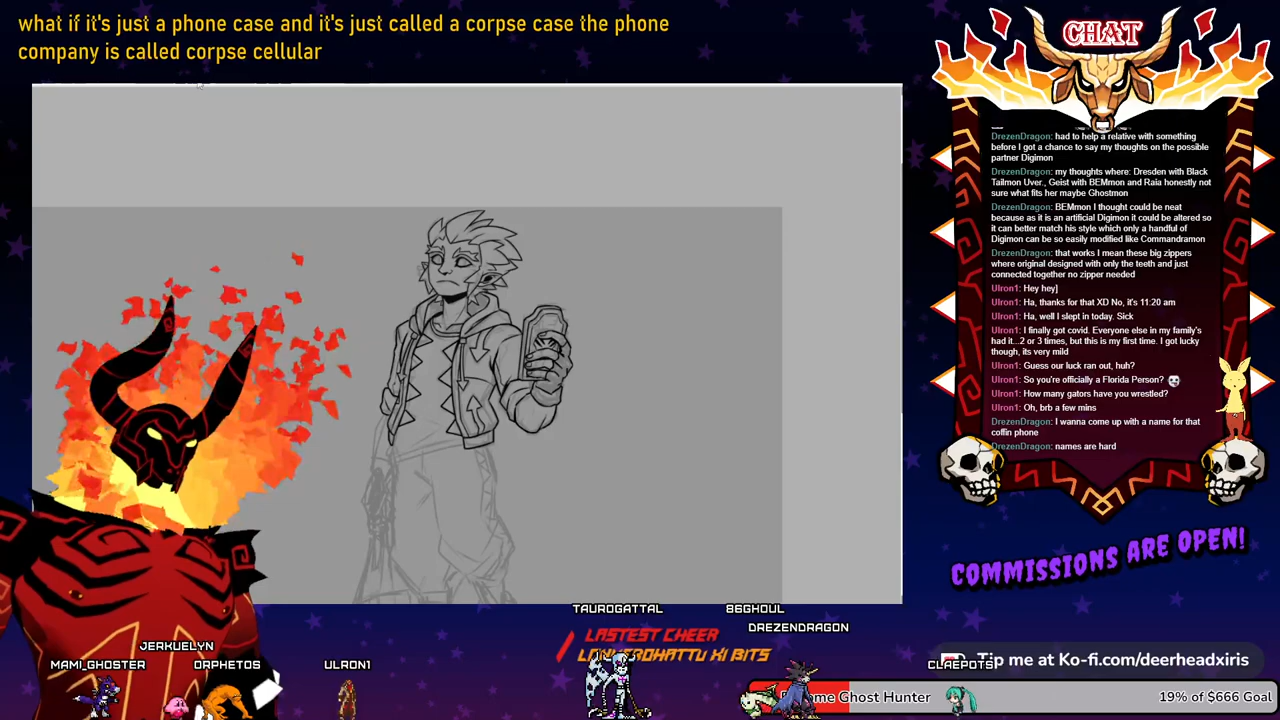 what if it's just a phone case and it's just called a corpse case the phone
company is called corpse cellular
CHAT
DrezenDragon: had to help a relative with something
before I got a chance to say my thoughts on the possible
partner Digimon
DrezenDragon: my thoughts where: Dresden with Black
Tailmon Uver., Geist with BEMmon and Raia honestly not
sure what fits her maybe Ghostmon
DrezenDragon: BEMmon I thought could be neat
because as it is an artificial Digimon it could be altered so
it can better match his style which only a handful of
Digimon can be so easily modified like Commandramon
DrezenDragon: that works I mean these big zippers
where original designed with only the teeth and just
connected together no zipper needed
Ulron1: Hey hey]
Ulron1: Ha, thanks for that XD No, it's 11:20 am
Ulron1: Ha, well I slept in today. Sick
Ulron1: I finally got covid. Everyone else in my family's
had it...2 or 3 times, but this is my first time. I got lucky
though, its very mild
Ulron1: Guess our luck ran out, huh?
Ulron1: So you're officially a Florida Person?
Ulron1: How many gators have you wrestled?
Ulron1: Oh, brb a few mins
DrezenDragon: I wanna come up with a name for that
coffin phone
DrezenDragon: names are hard
COMMISSIONS ARE OPEN!
TAUROGATTAL
86GHOUL
DREZENDRAGON
LASTEST CHEER
XI BITS
JERKUELYN
MAMI_GHOSTER
ORPHETOS
ULRON1
CLAEPOTS
Tip me at Ko-fi.com/deerheadxiris
me Ghost Hunter
19% of $666 Goal